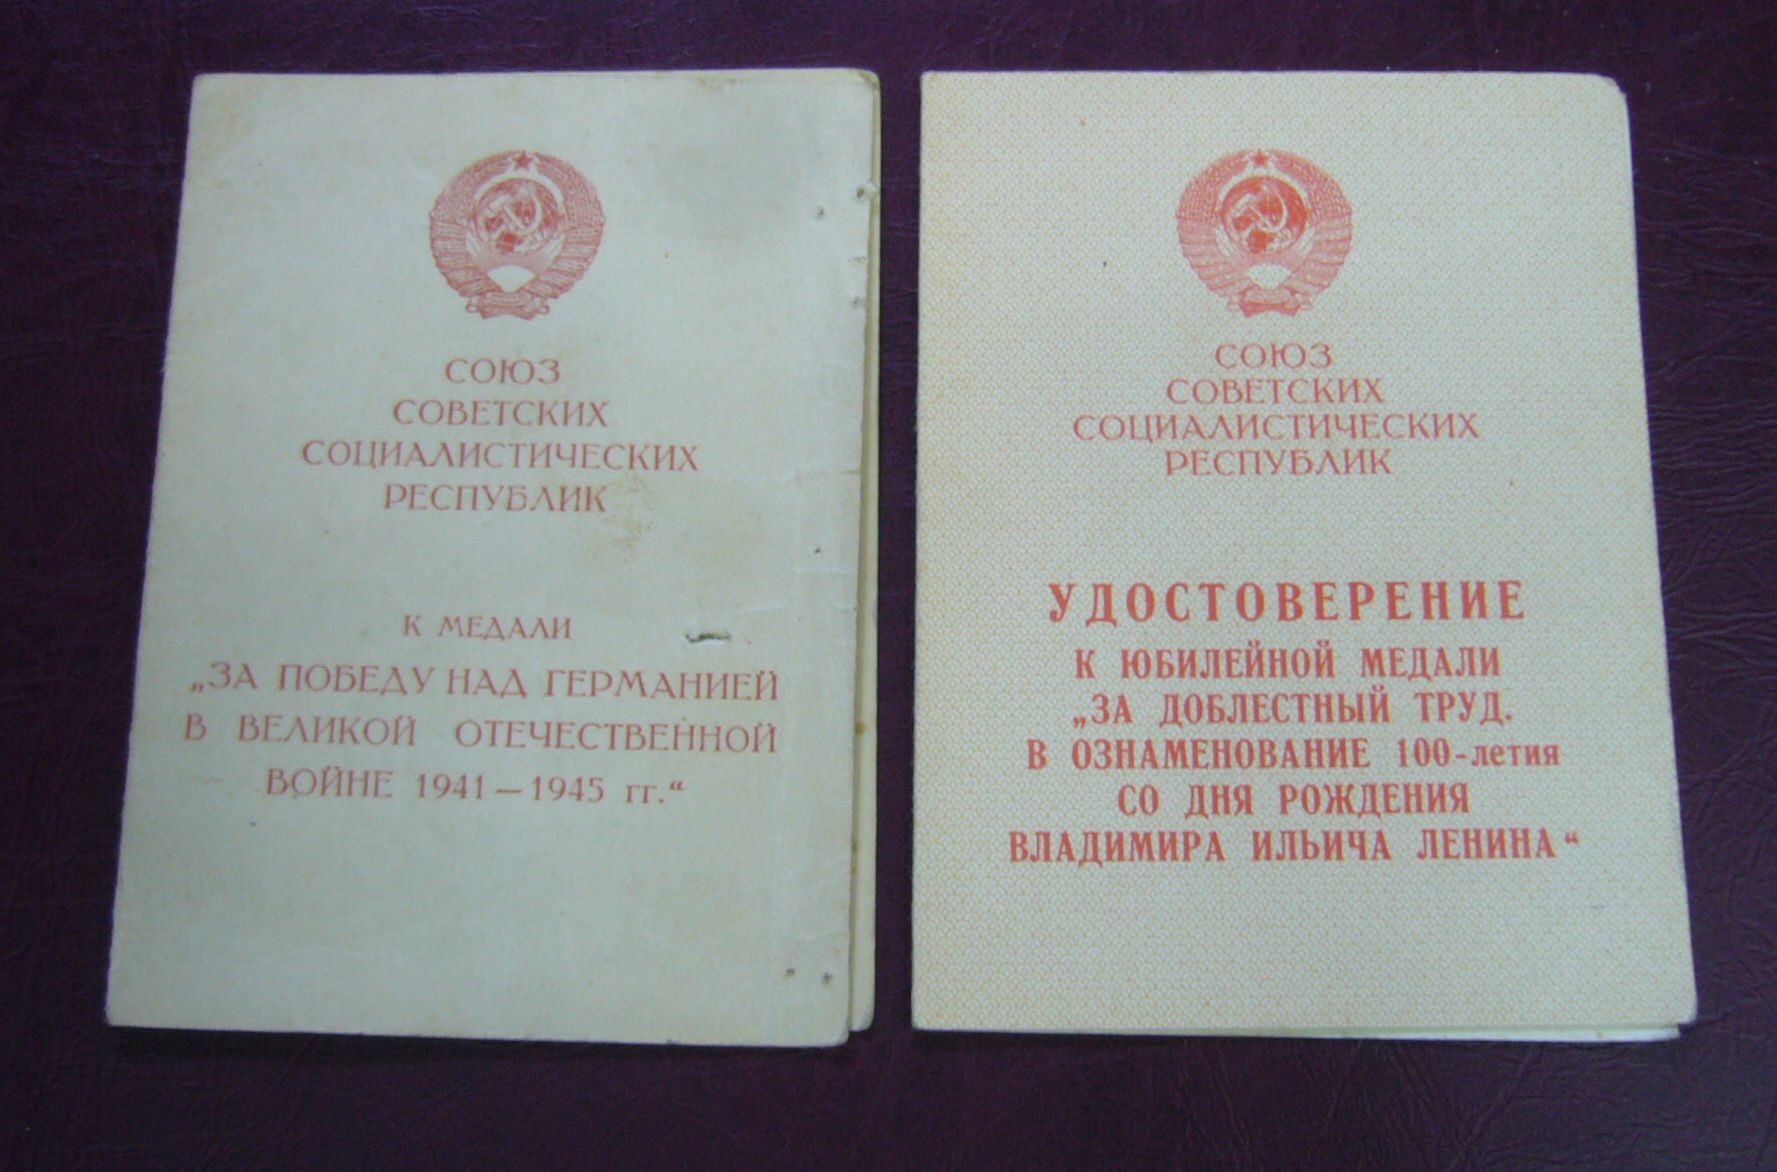 СОЮЗ
СОВЕТСКИХ
СОЦИАЛИСТИЧЕСКИХ
РЕСПУБЛИК
К МЕДАЛИ
„ЗА ПОБЕДУ НАД ГЕРМАНИЕЙ
В ВЕЛИКОЙ ОТЕЧЕСТВЕННОЙ
ВОЙНЕ 1941 — 1945 гг.“
СОЮЗ
СОВЕТСКИХ
СОЦИАЛИСТИЧЕСКИХ
РЕСПУБЛИК
УДОСТОВЕРЕНИЕ
К ЮБИЛЕЙНОЙ МЕДАЛИ
„ЗА ДОБЛЕСТНЫЙ ТРУД.
В ОЗНАМЕНОВАНИЕ 100-летия
СО ДНЯ РОЖДЕНИЯ
ВЛАДИМИРА ИЛЬИЧА ЛЕНИНА“